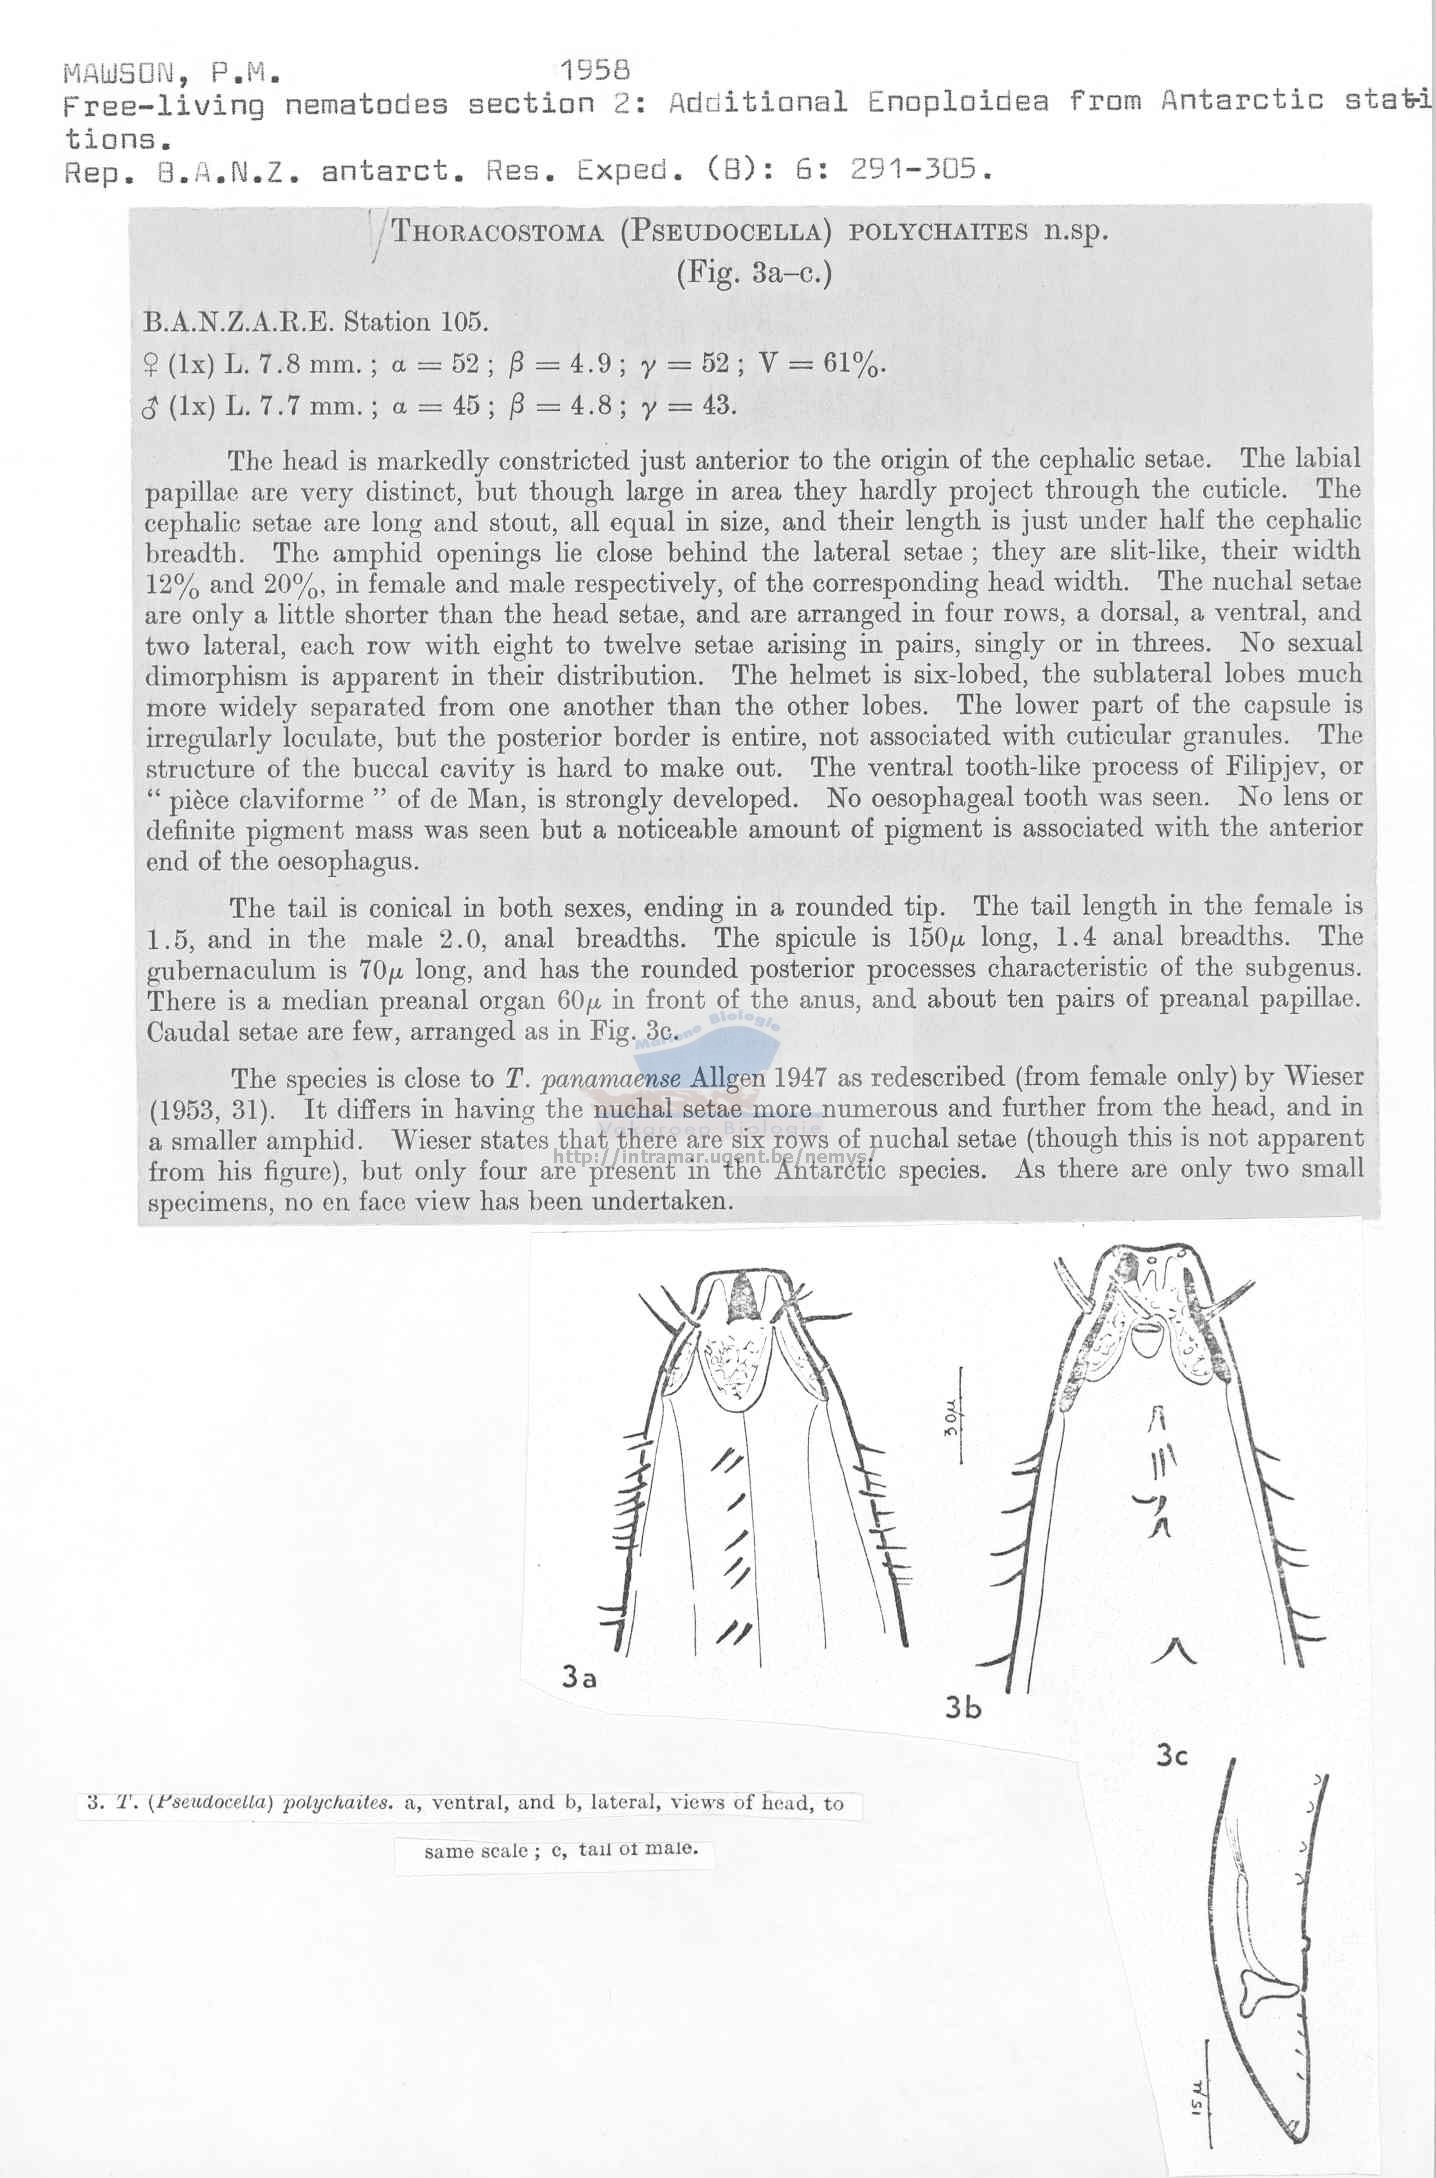 MAWSON, P.M. 1958
Free-living nematodes section 2: Additional Enoploidea from Antarctic stati
tions.
Rep. B.A.N.Z. antarct. Res. Exped. (B): 6: 291-305.
THORACOSTOMA (PSEUDOCELLA) POLYCHAITES n.sp.
(Fig. 3a–c.)
B.A.N.Z.A.R.E. Station 105.
♀ (1x) L. 7.8 mm. ; α = 52 ; β = 4.9 ; γ = 52 ; V = 61%.
♂ (1x) L. 7.7 mm. ; α = 45 ; β = 4.8 ; γ = 43.
The head is markedly constricted just anterior to the origin of the cephalic setae. The labial
papillae are very distinct, but though large in area they hardly project through the cuticle. The
cephalic setae are long and stout, all equal in size, and their length is just under half the cephalic
breadth. The amphid openings lie close behind the lateral setae ; they are slit-like, their width
12% and 20%, in female and male respectively, of the corresponding head width. The nuchal setae
are only a little shorter than the head setae, and are arranged in four rows, a dorsal, a ventral, and
two lateral, each row with eight to twelve setae arising in pairs, singly or in threes. No sexual
dimorphism is apparent in their distribution. The helmet is six-lobed, the sublateral lobes much
more widely separated from one another than the other lobes. The lower part of the capsule is
irregularly loculate, but the posterior border is entire, not associated with cuticular granules. The
structure of the buccal cavity is hard to make out. The ventral tooth-like process of Filipjev, or
“ pièce claviforme ” of de Man, is strongly developed. No oesophageal tooth was seen. No lens or
definite pigment mass was seen but a noticeable amount of pigment is associated with the anterior
end of the oesophagus.
The tail is conical in both sexes, ending in a rounded tip. The tail length in the female is
1.5, and in the male 2.0, anal breadths. The spicule is 150μ long, 1.4 anal breadths. The
gubernaculum is 70μ long, and has the rounded posterior processes characteristic of the subgenus.
There is a median preanal organ 60μ in front of the anus, and about ten pairs of preanal papillae.
Caudal setae are few, arranged as in Fig. 3c.
Mariene Biologie
The species is close to T. panamaense Allgen 1947 as redescribed (from female only) by Wieser
(1953, 31). It differs in having the nuchal setae more numerous and further from the head, and in
Vakgroep Biologie
a smaller amphid. Wieser states that there are six rows of nuchal setae (though this is not apparent
http://intramar.ugent.be/nemys/
from his figure), but only four are present in the Antarctic species. As there are only two small
specimens, no en face view has been undertaken.
30μ
3a
3b
3c
3. T. (Pseudocella) polychaites. a, ventral, and b, lateral, views of head, to
same scale ; c, tail of male.
15μ